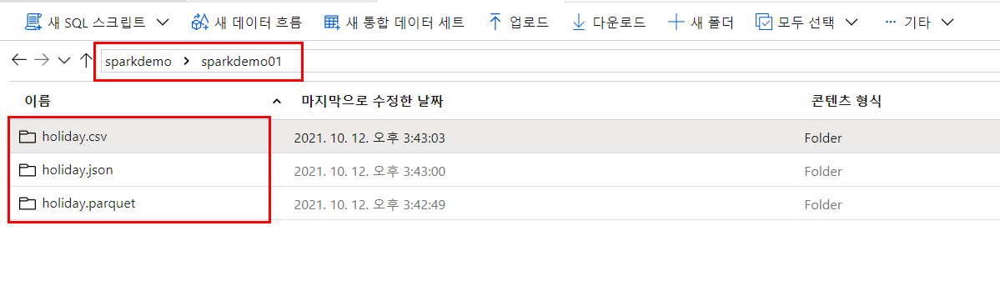 새 SQL 스크립트 새 데이터 흐름 새 통합 데이터 세트 업로드 다운로드 새 폴더 모두 선택 기타
sparkdemo sparkdemo01
이름 마지막으로 수정한 날짜 콘텐츠 형식
holiday.csv 2021. 10. 12. 오후 3:43:03 Folder
holiday.json 2021. 10. 12. 오후 3:43:00 Folder
holiday.parquet 2021. 10. 12. 오후 3:42:49 Folder